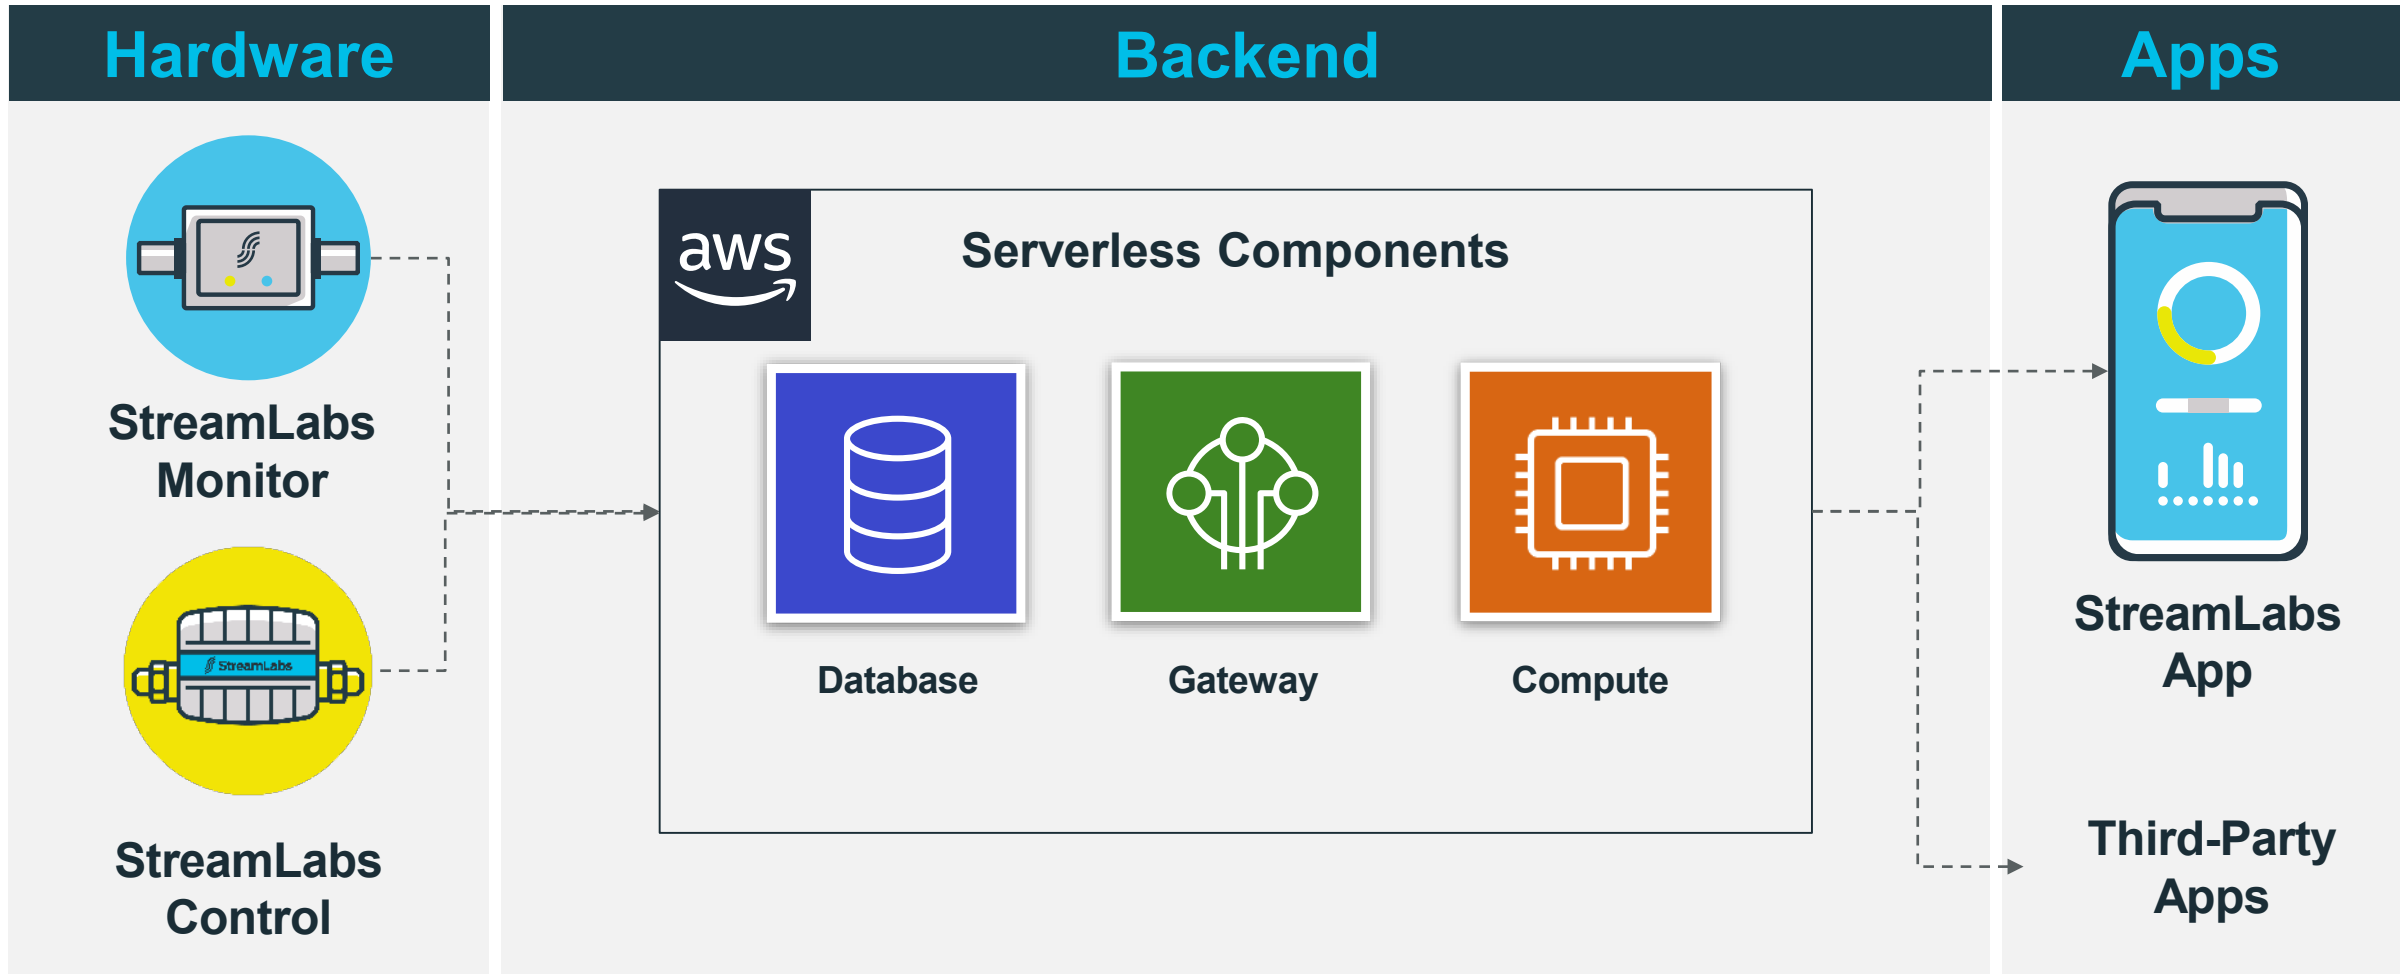 Hardware
Backend
Apps
StreamLabs
Monitor
StreamLabs
StreamLabs
Control
aws
Serverless Components
Database
Gateway
Compute
StreamLabs
App
Third-Party
Apps